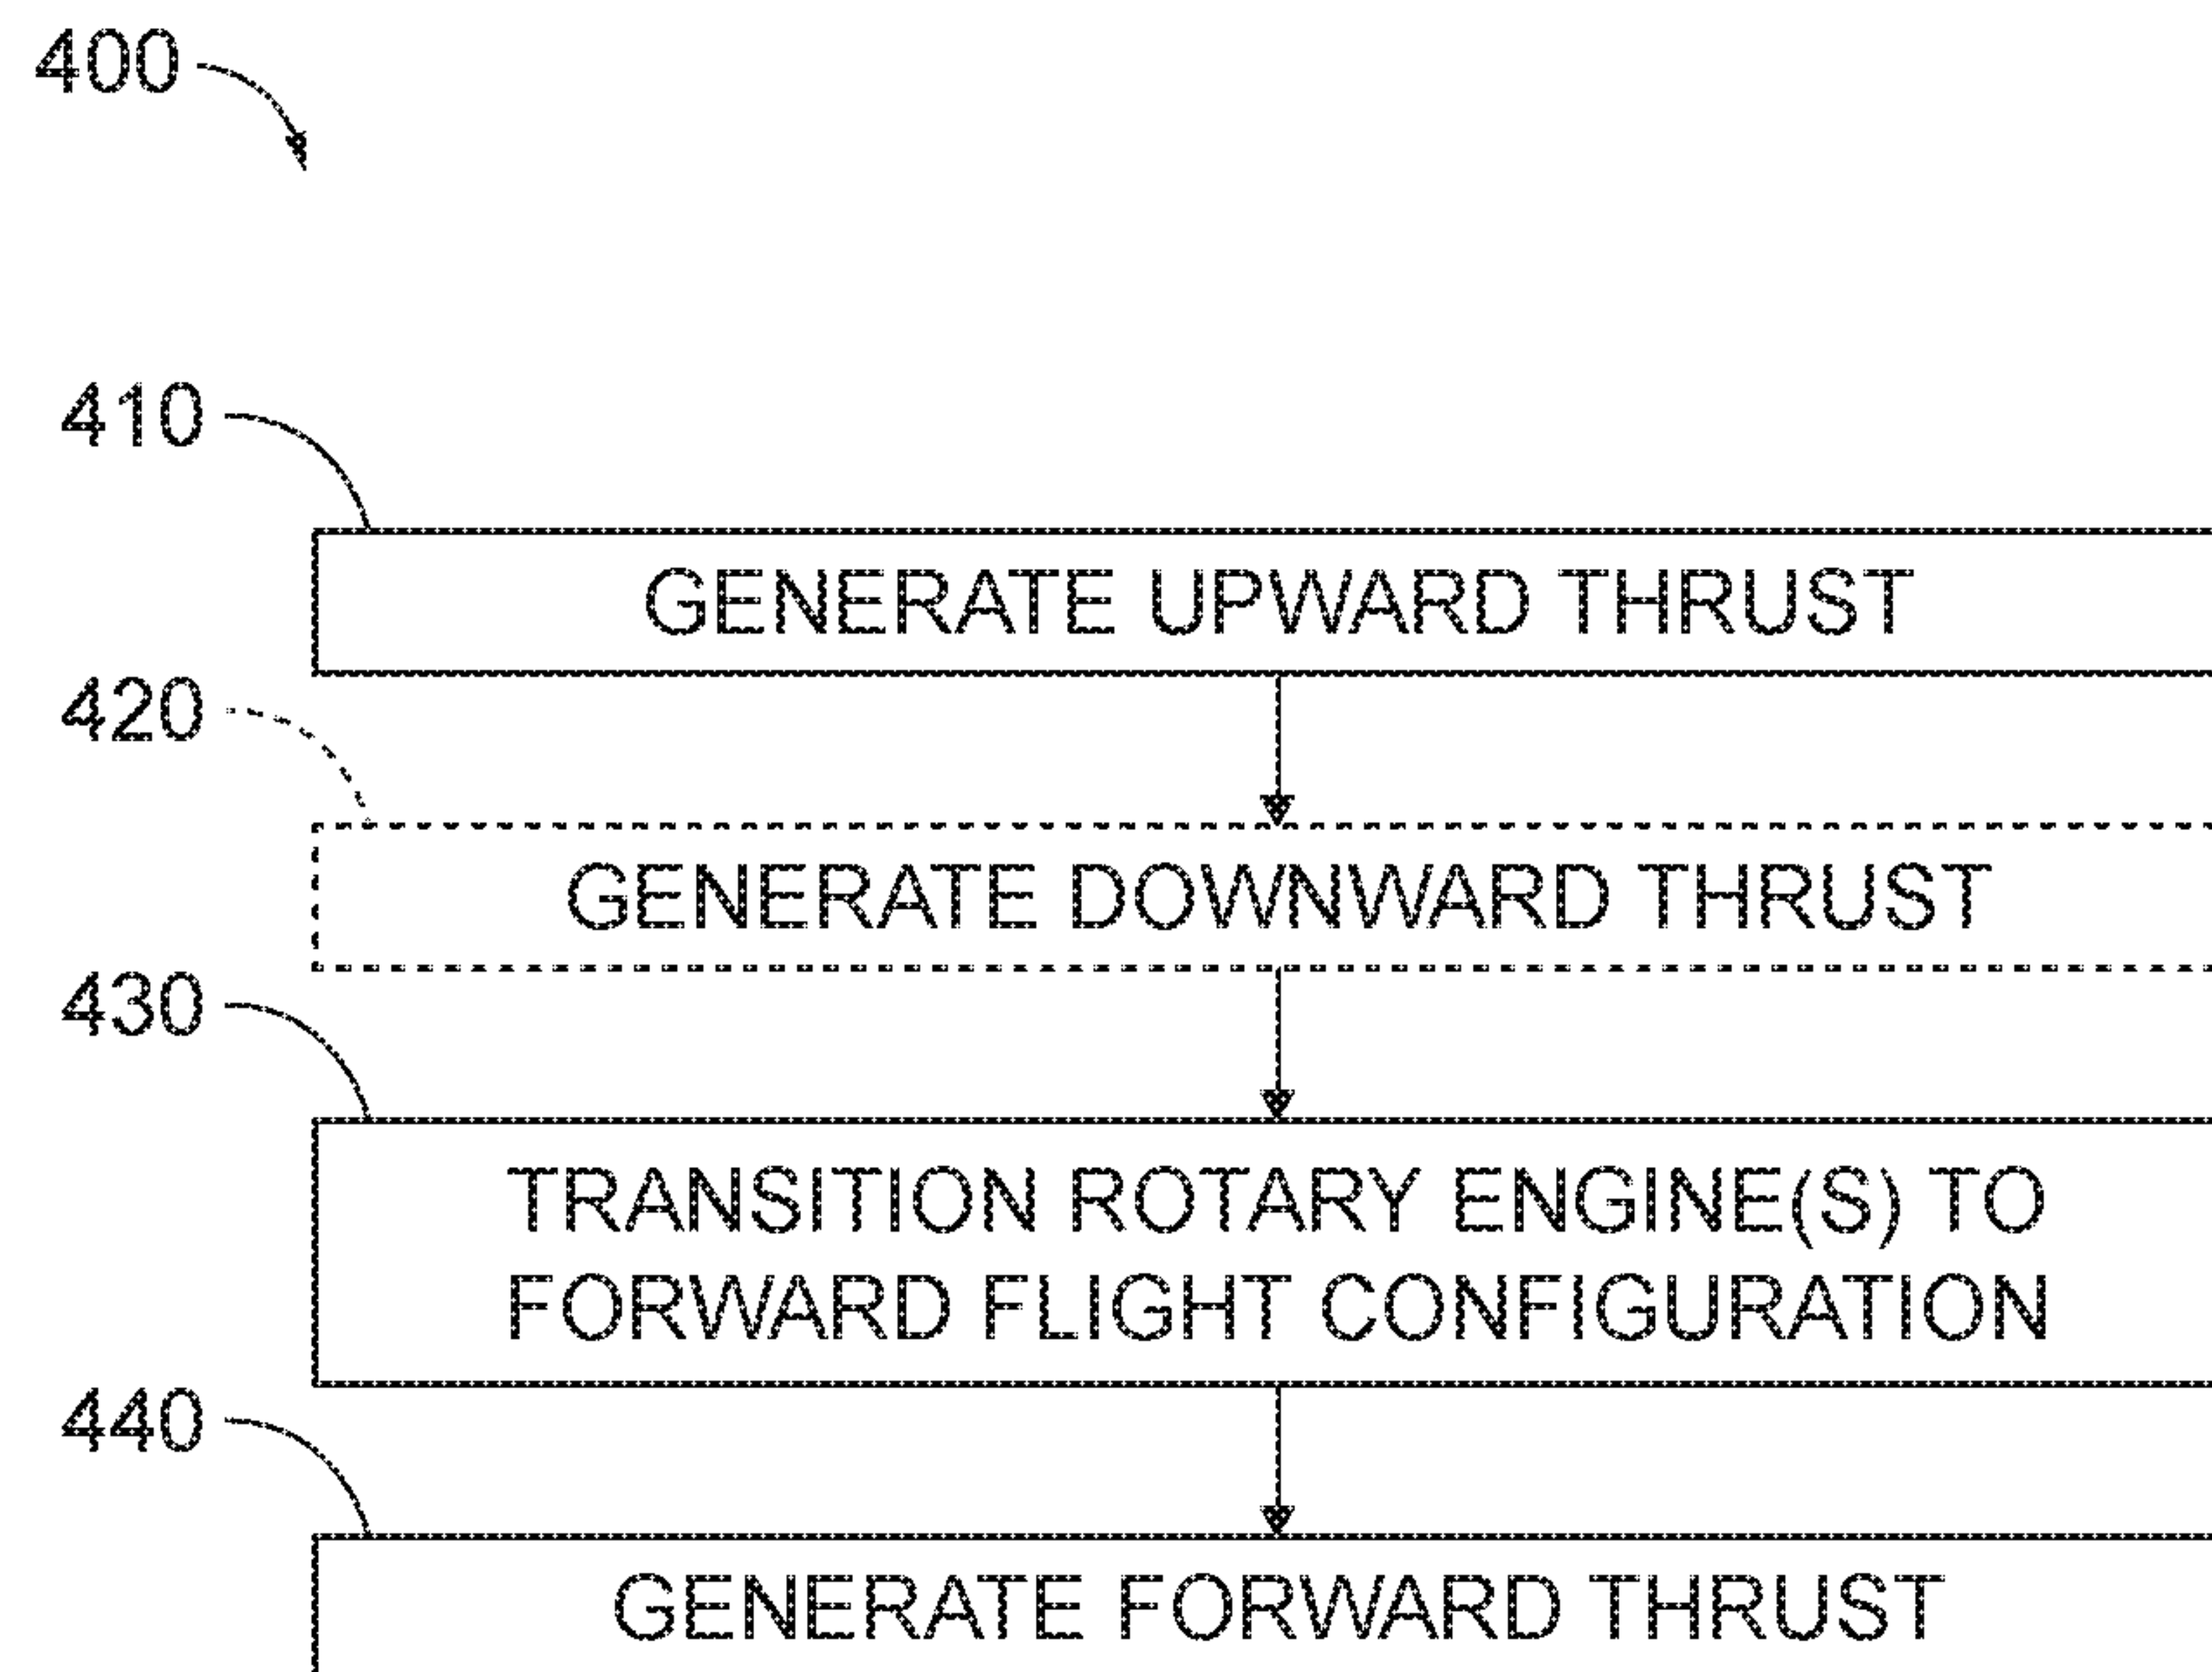 400
410
GENERATE UPWARD THRUST
420
GENERATE DOWNWARD THRUST
430
TRANSITION ROTARY ENGINE(S) TO
FORWARD FLIGHT CONFIGURATION
440
GENERATE FORWARD THRUST